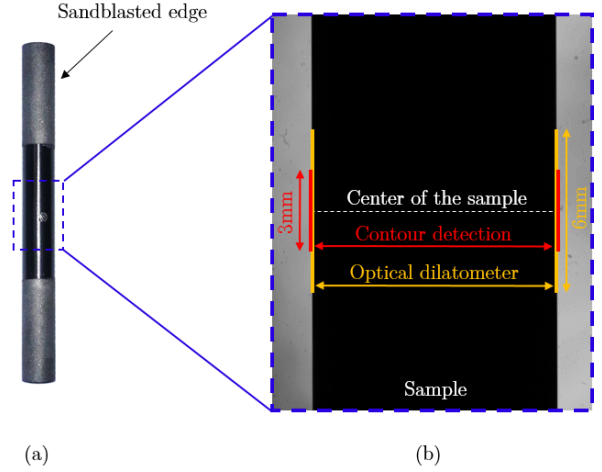 Sandblasted edge
Center of the sample
3mm
6mm
Contour detection
Optical dilatometer
Sample
(a)
(b)